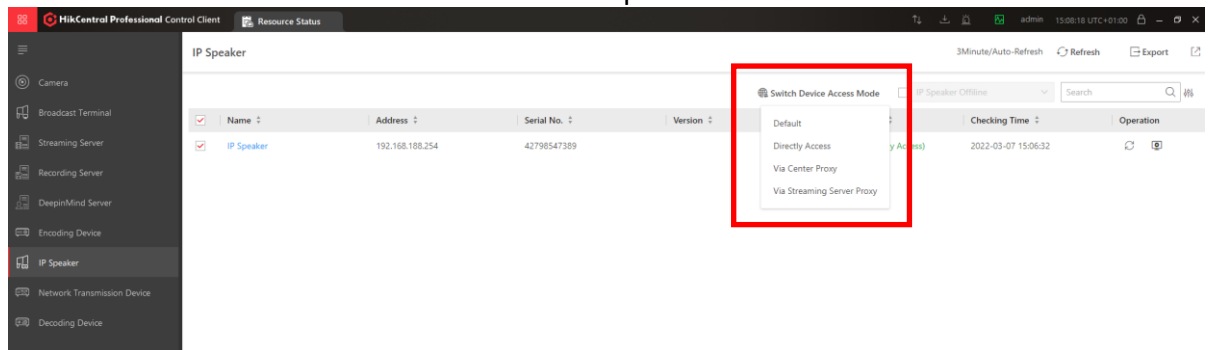 HikCentral Professional Control Client Resource Status admin 15:08:18 UTC+01:00
IP Speaker 3Minute/Auto-Refresh Refresh Export
Camera
Switch Device Access Mode IP Speaker Offiline Search
Broadcast Terminal
Name Address Serial No. Version Checking Time Operation
Default
Streaming Server
IP Speaker 192.168.188.254 42798547389 Directly Access y Access) 2022-03-07 15:06:32
Recording Server
Via Center Proxy
Via Streaming Server Proxy
DeepinMind Server
Encoding Device
IP Speaker
Network Transmission Device
Decoding Device